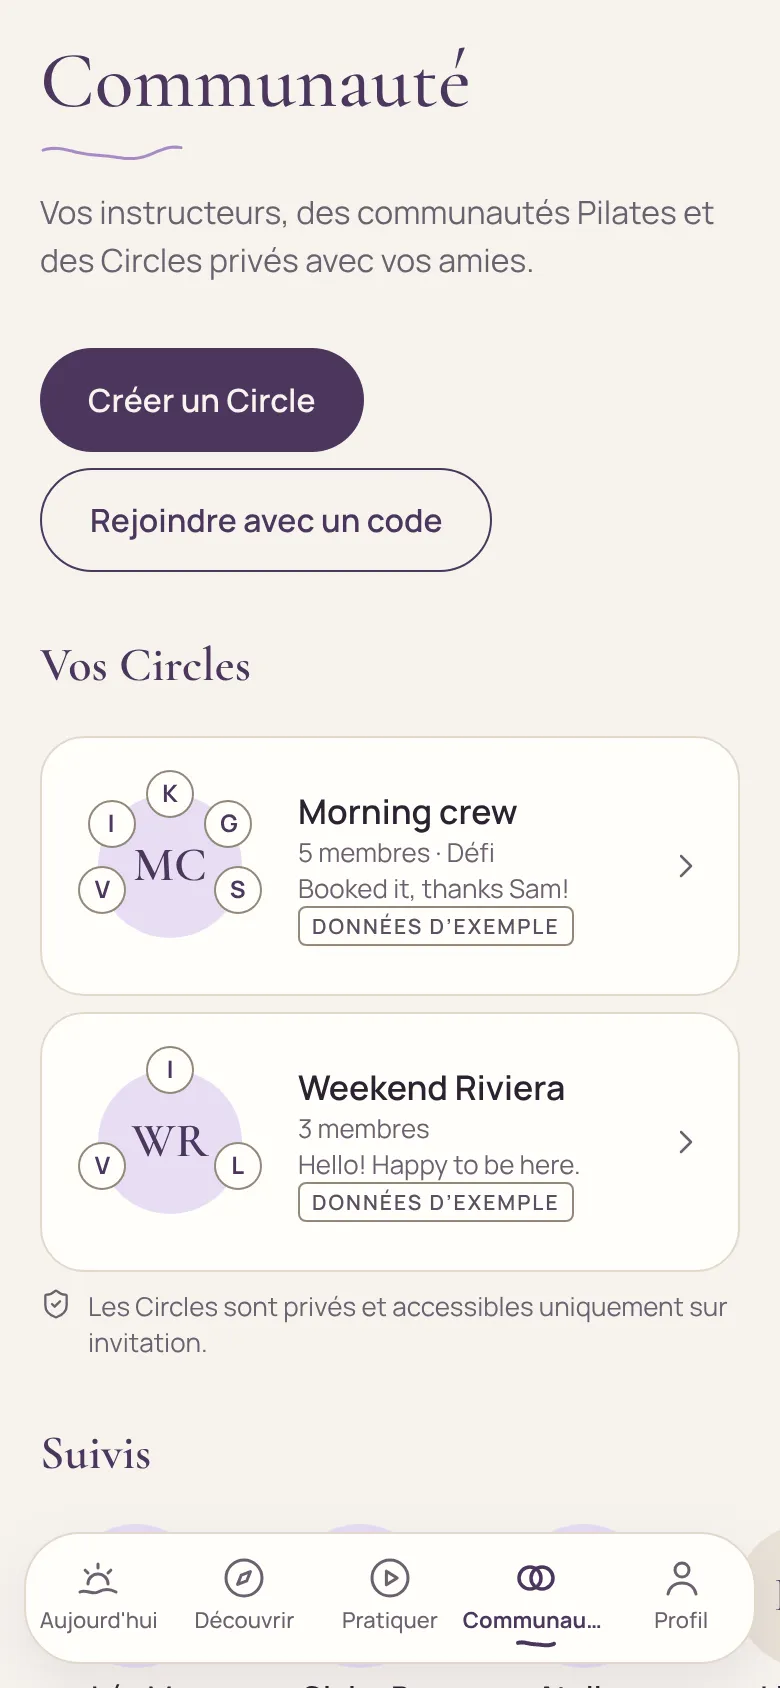 Communauté
Vos instructeurs, des communautés Pilates et
des Circles privés avec vos amies.
Créer un Circle
Rejoindre avec un code
Vos Circles
K
I
G
MC
V
S
Morning crew
5 membres · Défi
Booked it, thanks Sam!
DONNÉES D’EXEMPLE
I
WR
V
L
Weekend Riviera
3 membres
Hello! Happy to be here.
DONNÉES D’EXEMPLE
Les Circles sont privés et accessibles uniquement sur
invitation.
Suivis
Aujourd'hui
Découvrir
Pratiquer
Communau...
Profil